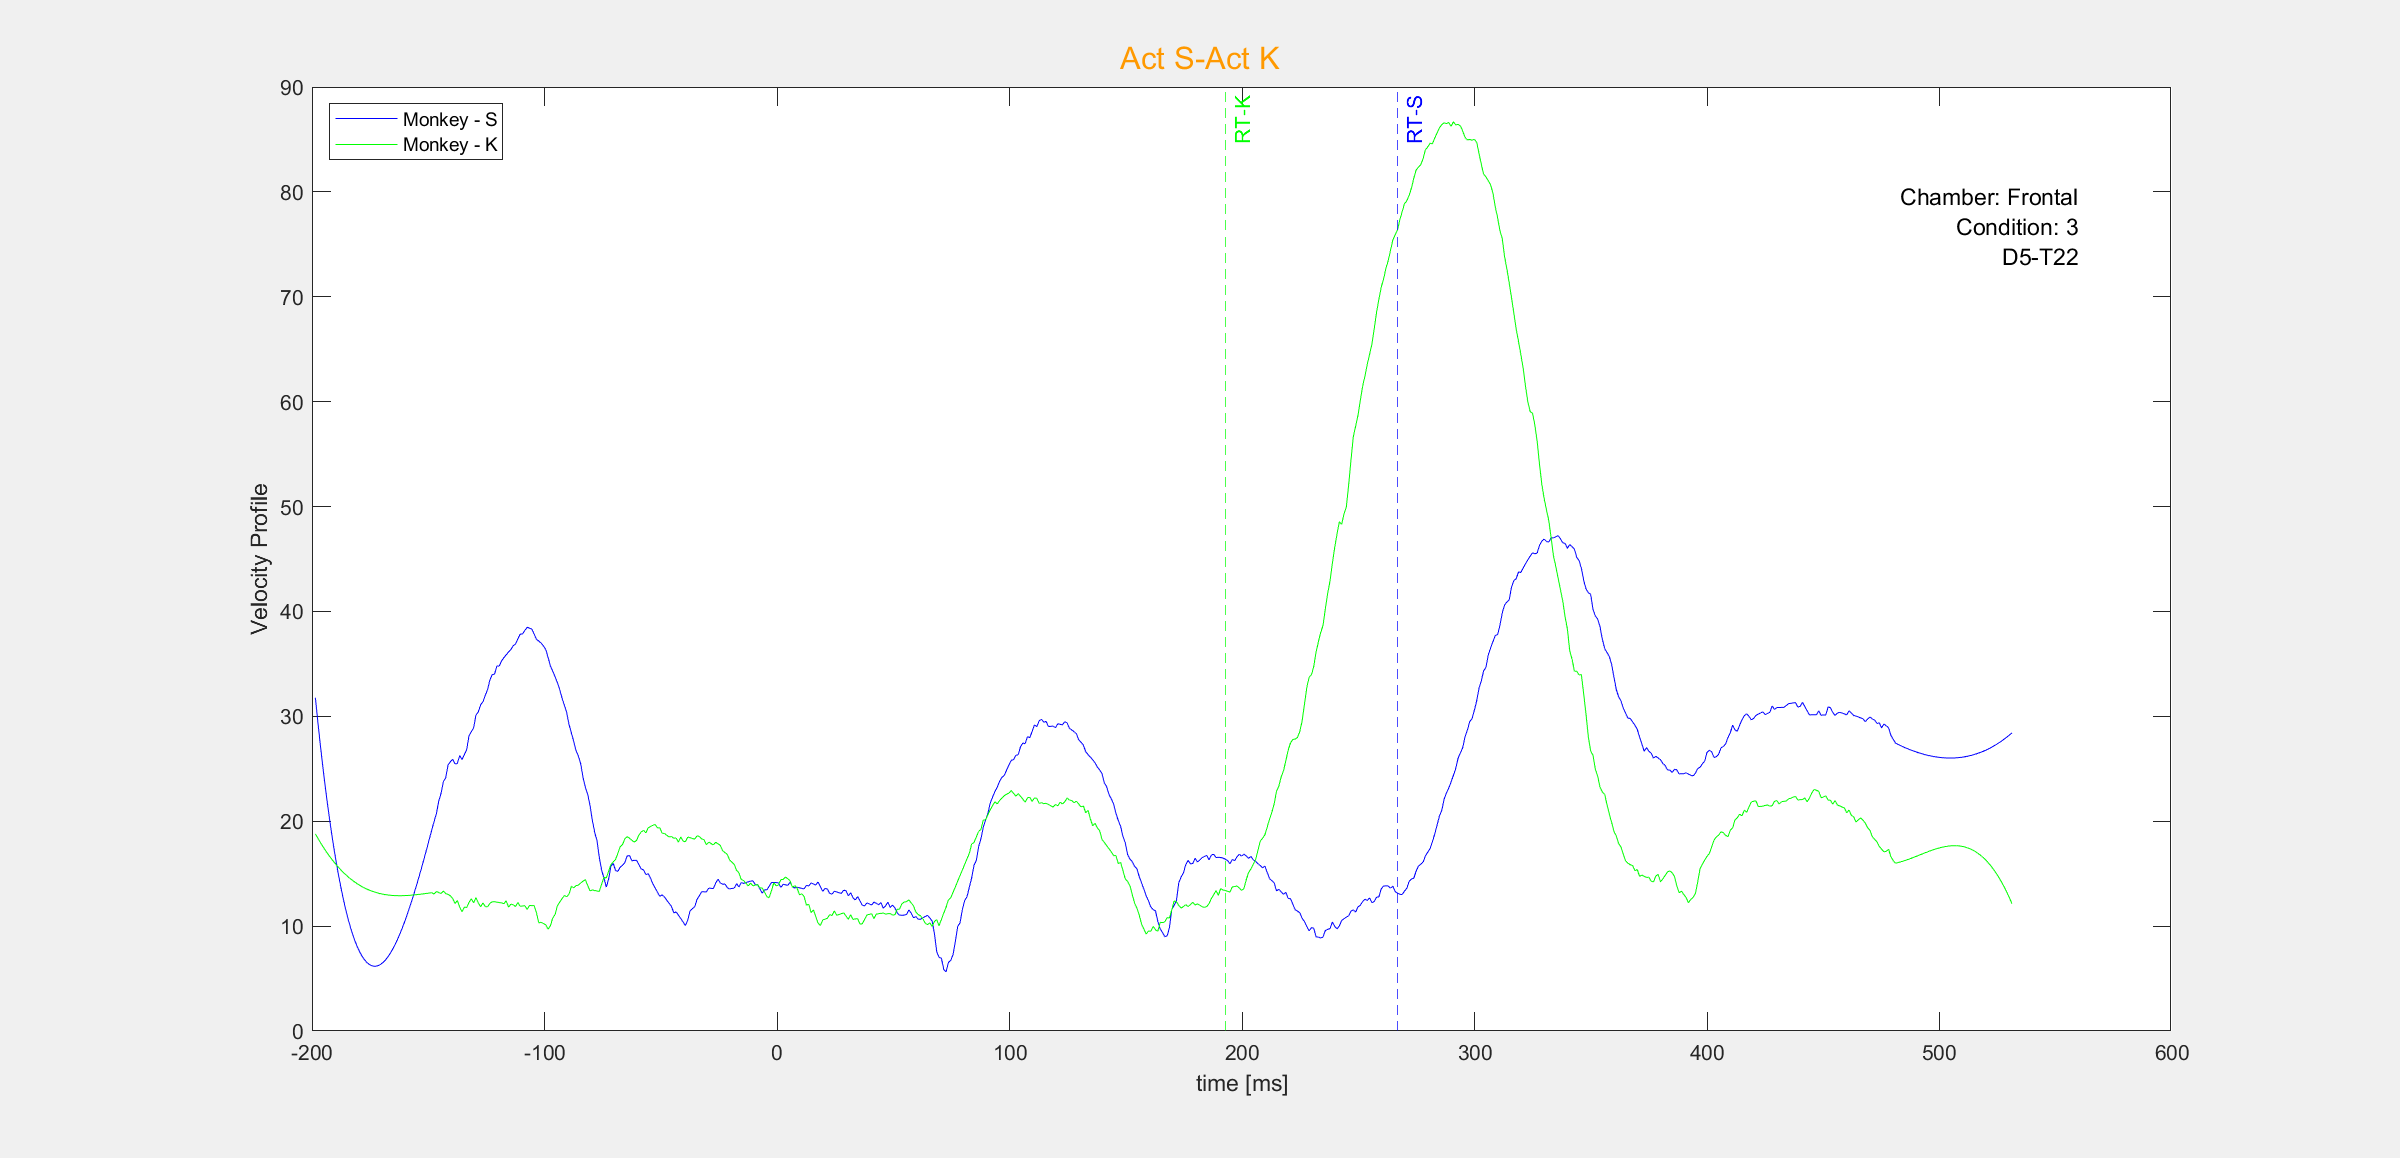 Act S-Act K
90
80
70
60
50
40
30
20
10
0
Velocity Profile
Monkey - S
Monkey - K
RT-K
RT-S
Chamber: Frontal
Condition: 3
D5-T22
-200 -100 0 100 200 300 400 500 600
time [ms]